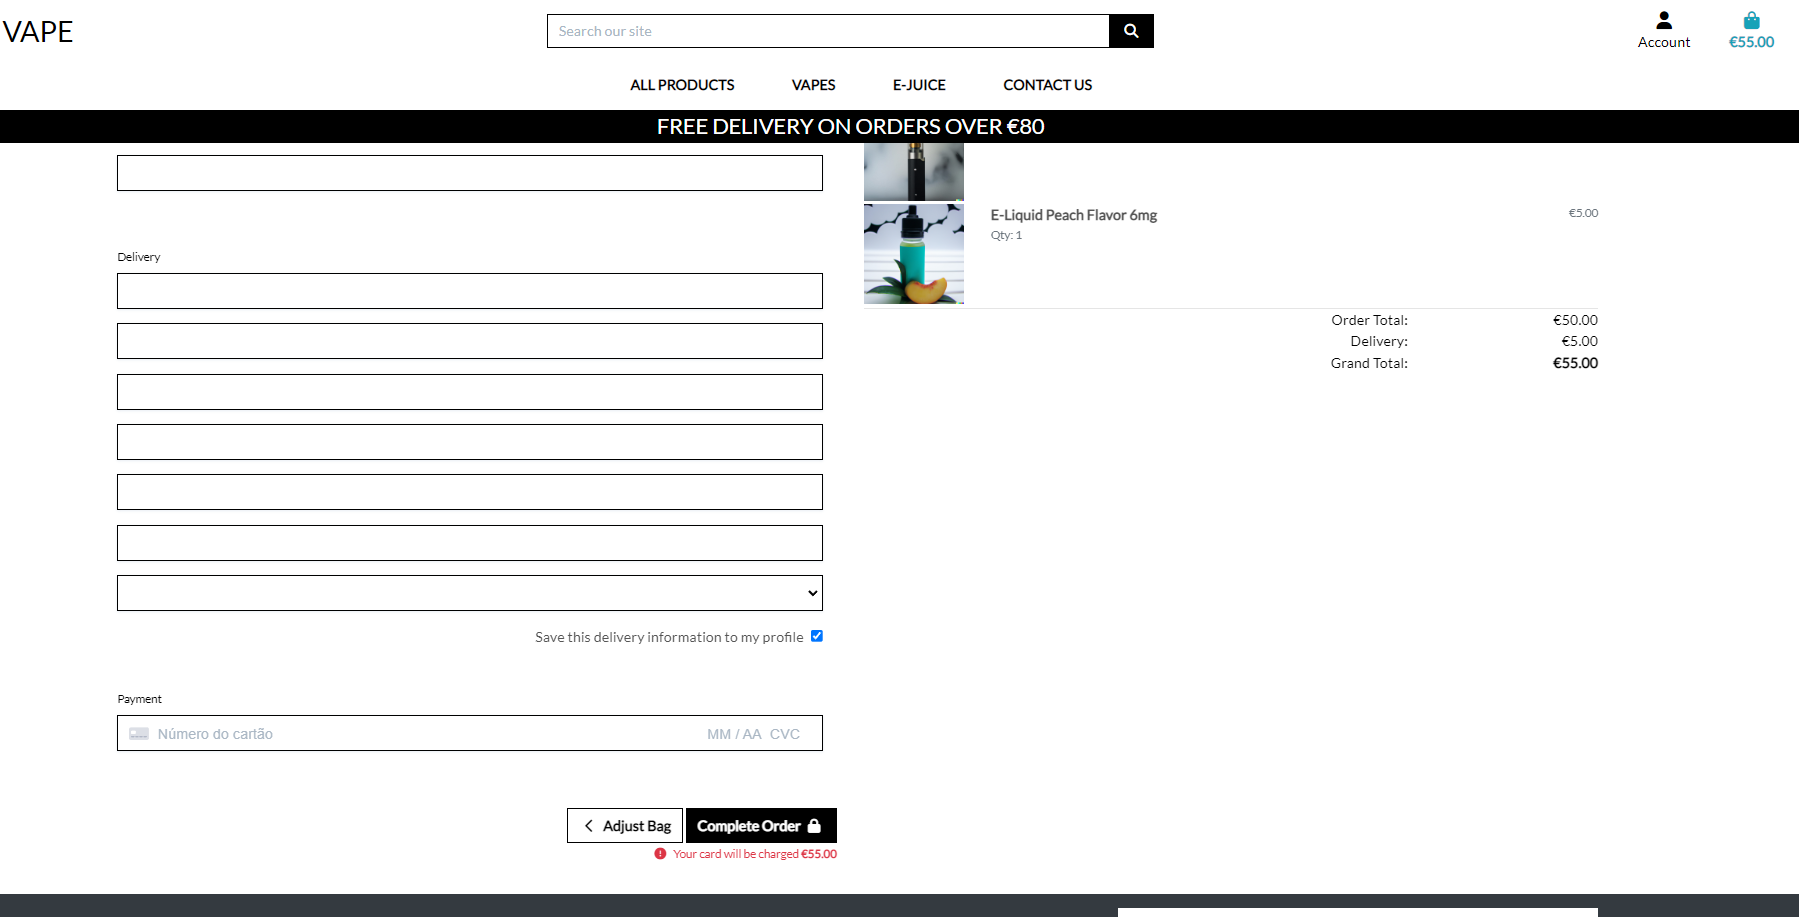 VAPE
Search our site
Account
€55.00
ALL PRODUCTS
VAPES
E-JUICE
CONTACT US
FREE DELIVERY ON ORDERS OVER €80
E-Liquid Peach Flavor 6mg
€5.00
Qty: 1
Delivery
Order Total:
€50.00
Delivery:
€5.00
Grand Total:
€55.00
Save this delivery information to my profile
Payment
Número do cartão
MM / AA CVC
Adjust Bag
Complete Order
Your card will be charged €55.00